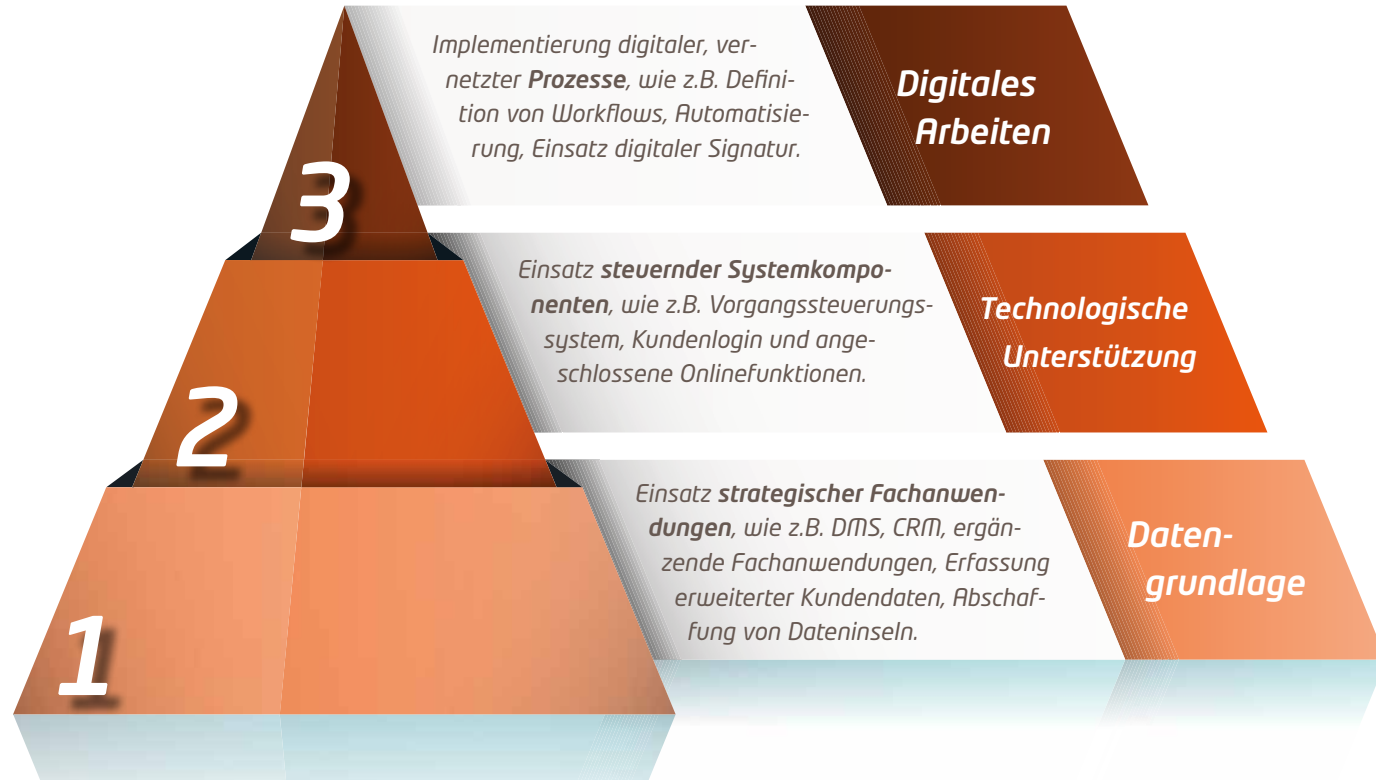 Implementierung digitaler, ver-
netzter Prozesse, wie z.B. Defini-
tion von Workflows, Automatisie-
rung, Einsatz digitaler Signatur.
Digitales
Arbeiten
3
Einsatz steuernder Systemkompo-
nenten, wie z.B. Vorgangssteuerungs-
system, Kundenlogin und ange-
schlossene Onlinefunktionen.
Technologische
Unterstützung
2
Einsatz strategischer Fachanwen-
dungen, wie z.B. DMS, CRM, ergän-
zende Fachanwendungen, Erfassung
erweiterter Kundendaten, Abschaf-
fung von Dateninseln.
Daten-
grundlage
1